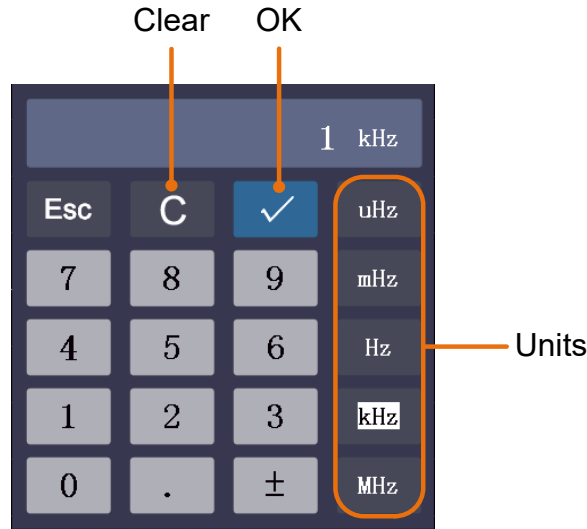 Clear OK
1 kHz
Esc C ✓ uHz
7 8 9 mHz
4 5 6 Hz
Units
1 2 3 kHz
0 . ± MHz